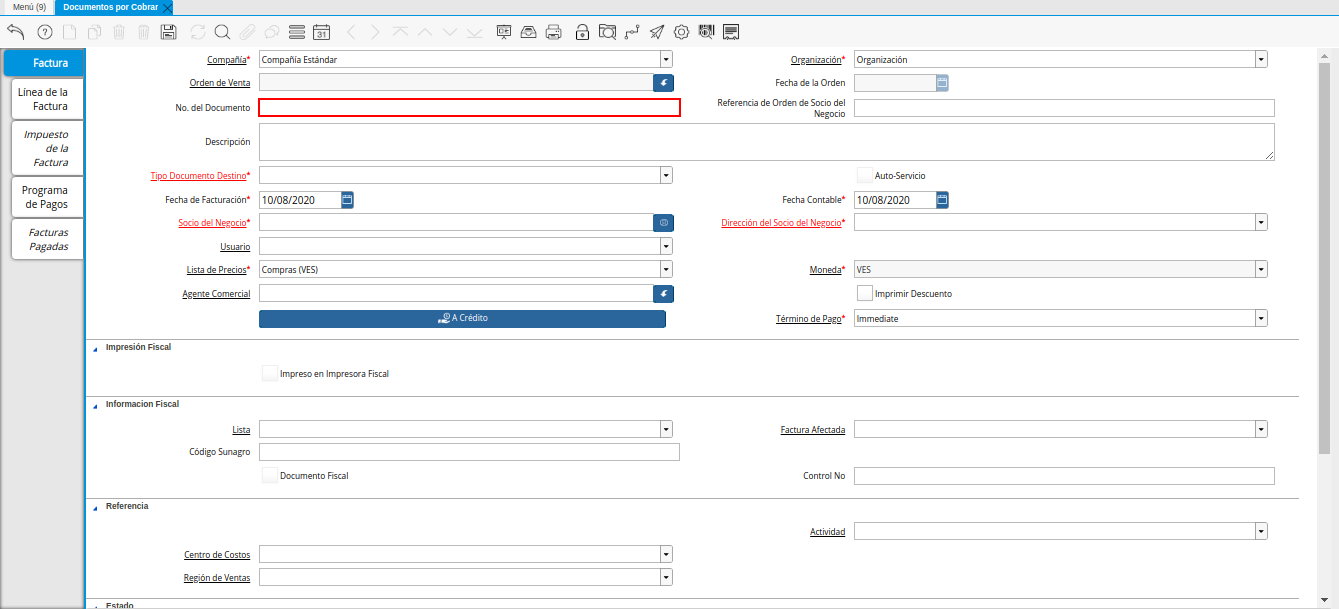 Menú (9) Documentos por Cobrar
31
Factura
Línea de la
Factura
Impuesto
de la
Factura
Programa
de Pagos
Facturas
Pagadas
Compañía* Compañía Estándar Organización* Organización
Orden de Venta Fecha de la Orden
No. del Documento Referencia de Orden de Socio del
Negocio
Descripción
Tipo Documento Destino* Auto-Servicio
Fecha de Facturación* 10/08/2020 Fecha Contable* 10/08/2020
Socio del Negocio* Dirección del Socio del Negocio*
Usuario
Lista de Precios* Compras (VES) Moneda* VES
Agente Comercial Imprimir Descuento
A Crédito Término de Pago* Immediate
Impresión Fiscal
Impreso en Impresora Fiscal
Informacion Fiscal
Lista Factura Afectada
Código Sunagro
Documento Fiscal Control No
Referencia
Actividad
Centro de Costos
Región de Ventas
Estado